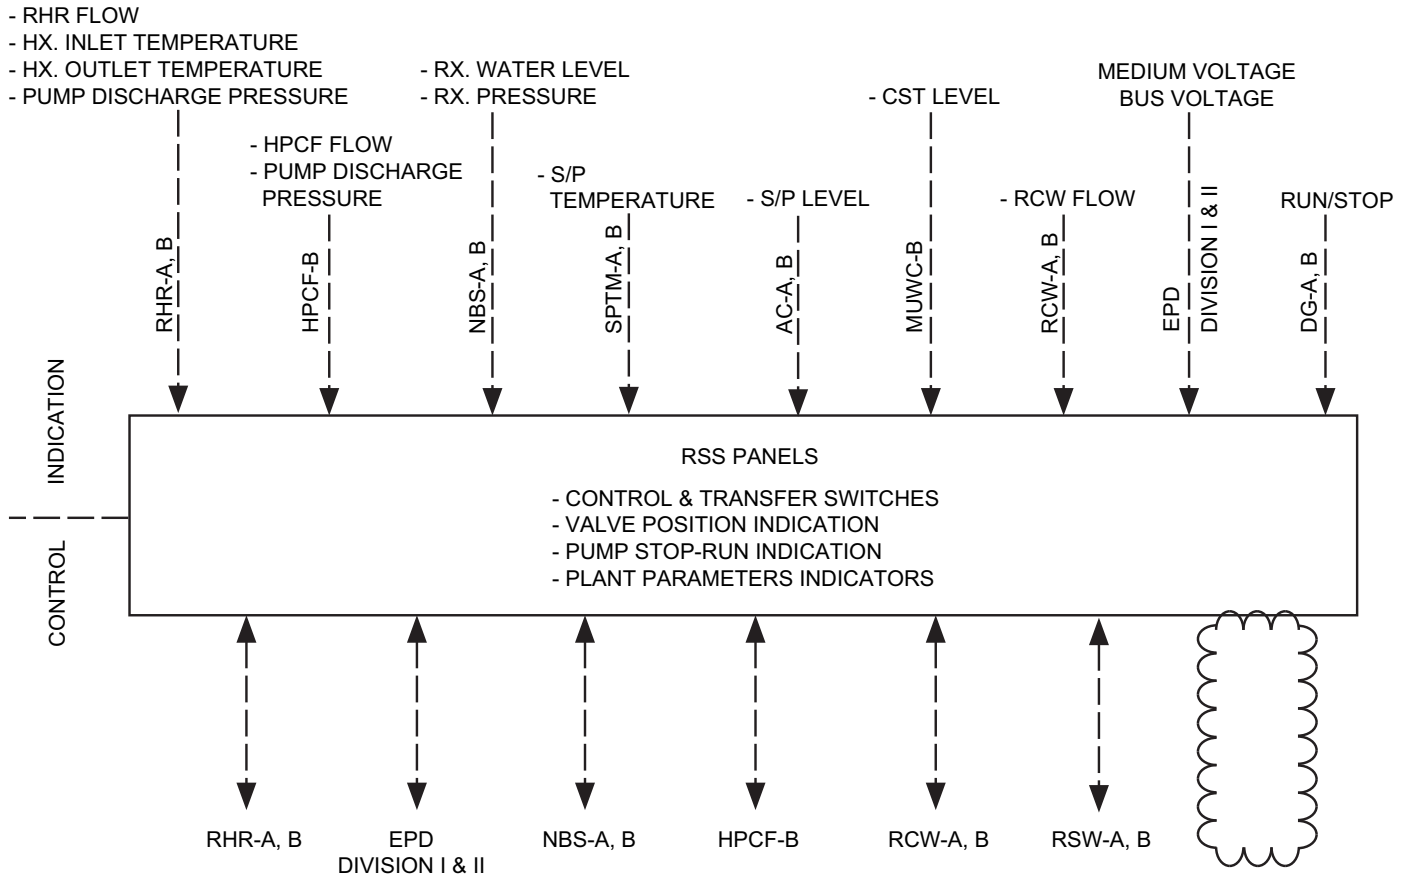 - RHR FLOW
- HX. INLET TEMPERATURE
- HX. OUTLET TEMPERATURE
- PUMP DISCHARGE PRESSURE
- HPCF FLOW
- PUMP DISCHARGE
PRESSURE
- RX. WATER LEVEL
- RX. PRESSURE
- S/P
TEMPERATURE
- S/P LEVEL
- CST LEVEL
- RCW FLOW
MEDIUM VOLTAGE
BUS VOLTAGE
RUN/STOP
RHR-A, B
HPCF-B
NBS-A, B
SPTM-A, B
AC-A, B
MUWC-B
RCW-A, B
EPD
DIVISION I & II
DG-A, B
INDICATION
CONTROL
RSS PANELS
- CONTROL & TRANSFER SWITCHES
- VALVE POSITION INDICATION
- PUMP STOP-RUN INDICATION
- PLANT PARAMETERS INDICATORS
RHR-A, B
EPD
DIVISION I & II
NBS-A, B
HPCF-B
RCW-A, B
RSW-A, B